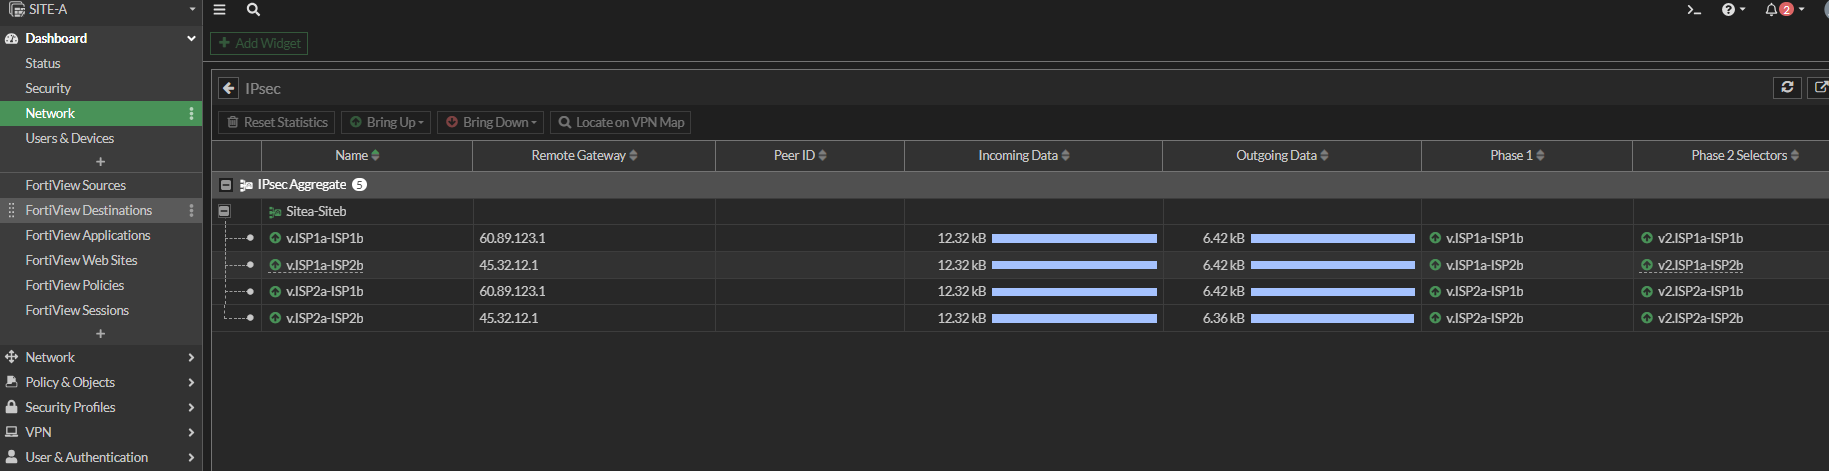 SITE-A
Dashboard
Status
Security
Network
Users & Devices
FortiView Sources
FortiView Destinations
FortiView Applications
FortiView Web Sites
FortiView Policies
FortiView Sessions
Network
Policy & Objects
Security Profiles
VPN
User & Authentication
2
Add Widget
IPsec
Reset Statistics Bring Up Bring Down Locate on VPN Map
Name Remote Gateway Peer ID Incoming Data Outgoing Data Phase 1 Phase 2 Selectors
IPsec Aggregate 5
Sitea-Siteb
v.ISP1a-ISP1b 60.89.123.1 12.32 kB 6.42 kB v.ISP1a-ISP1b v2.ISP1a-ISP1b
v.ISP1a-ISP2b 45.32.12.1 12.32 kB 6.42 kB v.ISP1a-ISP2b v2.ISP1a-ISP2b
v.ISP2a-ISP1b 60.89.123.1 12.32 kB 6.42 kB v.ISP2a-ISP1b v2.ISP2a-ISP1b
v.ISP2a-ISP2b 45.32.12.1 12.32 kB 6.36 kB v.ISP2a-ISP2b v2.ISP2a-ISP2b